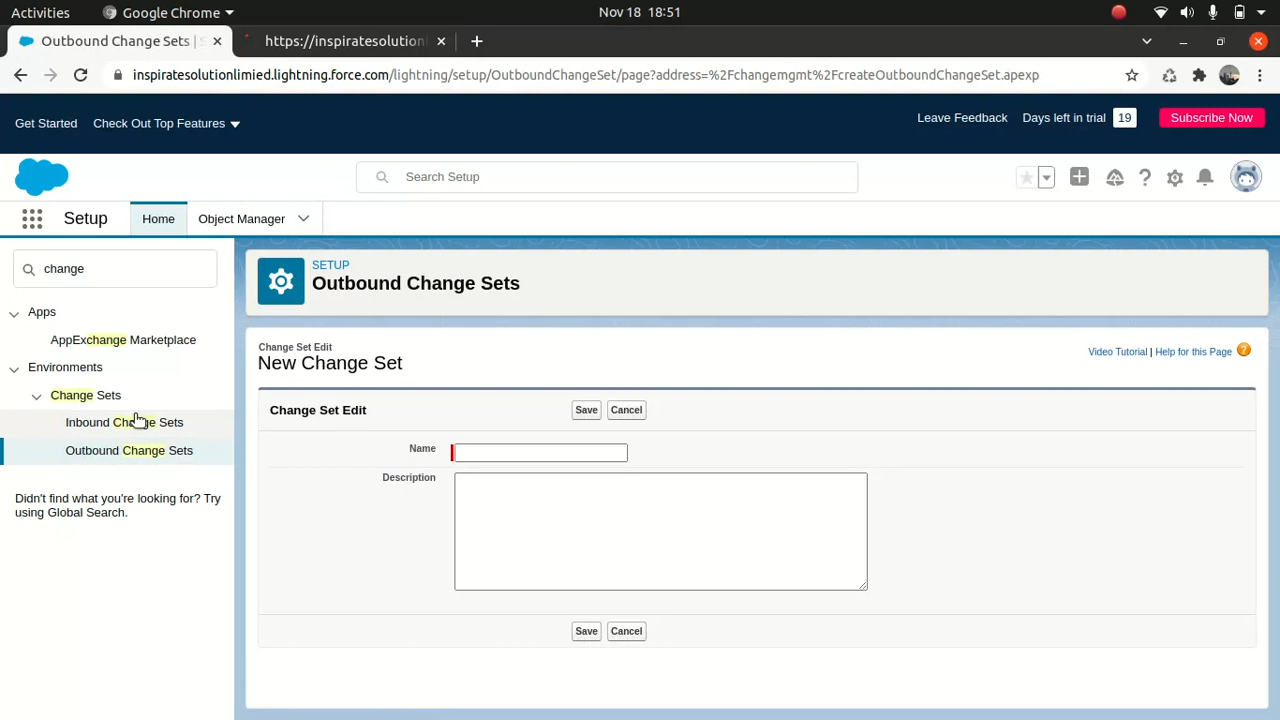 Activities
Google Chrome
Nov 18 18:51
Outbound Change Sets | S
https://inspiratesolution
inspiratesolutionlimied.lightning.force.com/lightning/setup/OutboundChangeSet/page?address=%2Fchangemgmt%2FcreateOutboundChangeSet.apexp
Get Started
Check Out Top Features
Leave Feedback
Days left in trial 19
Subscribe Now
Search Setup
Setup
Home
Object Manager
change
Apps
AppExchange Marketplace
Environments
Change Sets
Inbound Change Sets
Outbound Change Sets
Didn't find what you're looking for? Try
using Global Search.
SETUP
Outbound Change Sets
Change Set Edit
New Change Set
Video Tutorial | Help for this Page
Change Set Edit
Save
Cancel
Name
Description
Save
Cancel